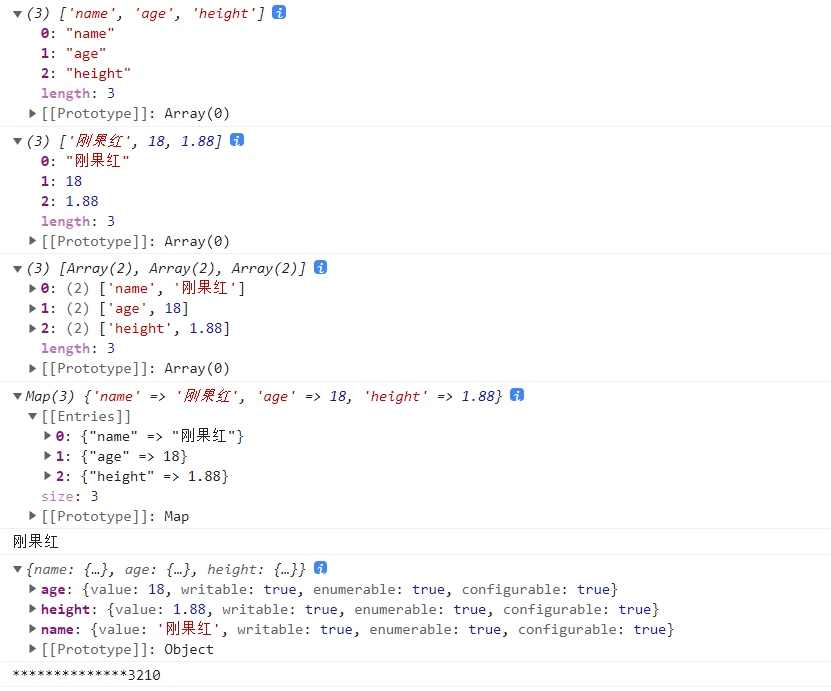 ▼(3) ['name', 'age', 'height'] i
0: "name"
1: "age"
2: "height"
length: 3
▶[[Prototype]]: Array(0)
▼(3) ['刚果红', 18, 1.88] i
0: "刚果红"
1: 18
2: 1.88
length: 3
▶[[Prototype]]: Array(0)
▼(3) [Array(2), Array(2), Array(2)] i
▶0: (2) ['name', '刚果红']
▶1: (2) ['age', 18]
▶2: (2) ['height', 1.88]
length: 3
▶[[Prototype]]: Array(0)
▼Map(3) {'name' => '刚果红', 'age' => 18, 'height' => 1.88} i
▼[[Entries]]
▶0: {"name" => "刚果红"}
▶1: {"age" => 18}
▶2: {"height" => 1.88}
size: 3
▶[[Prototype]]: Map
刚果红
▼{name: {…}, age: {…}, height: {…}} i
▶age: {value: 18, writable: true, enumerable: true, configurable: true}
▶height: {value: 1.88, writable: true, enumerable: true, configurable: true}
▶name: {value: '刚果红', writable: true, enumerable: true, configurable: true}
▶[[Prototype]]: Object
**************3210